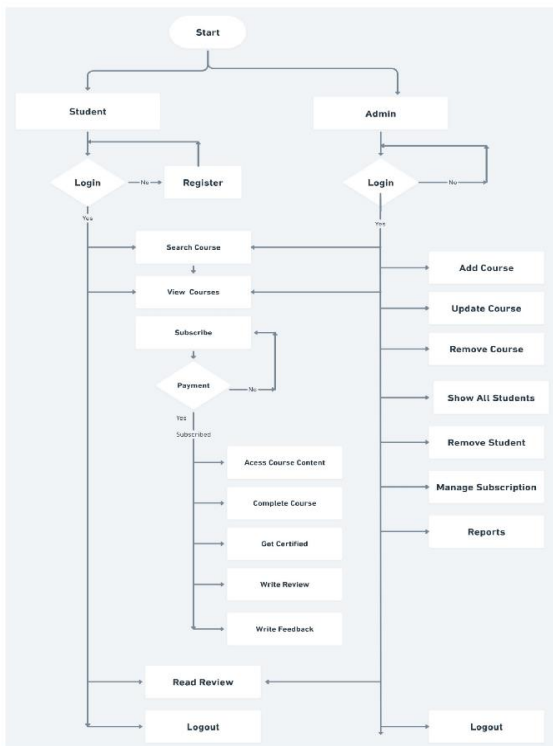 Start
Student
Admin
Login
No
Register
Login
No
Yes
Yes
Search Course
View Courses
Subscribe
Payment
No
Yes
Subscribed
Acess Course Content
Complete Course
Get Certified
Write Review
Write Feedback
Add Course
Update Course
Remove Course
Show All Students
Remove Student
Manage Subscription
Reports
Read Review
Logout
Logout